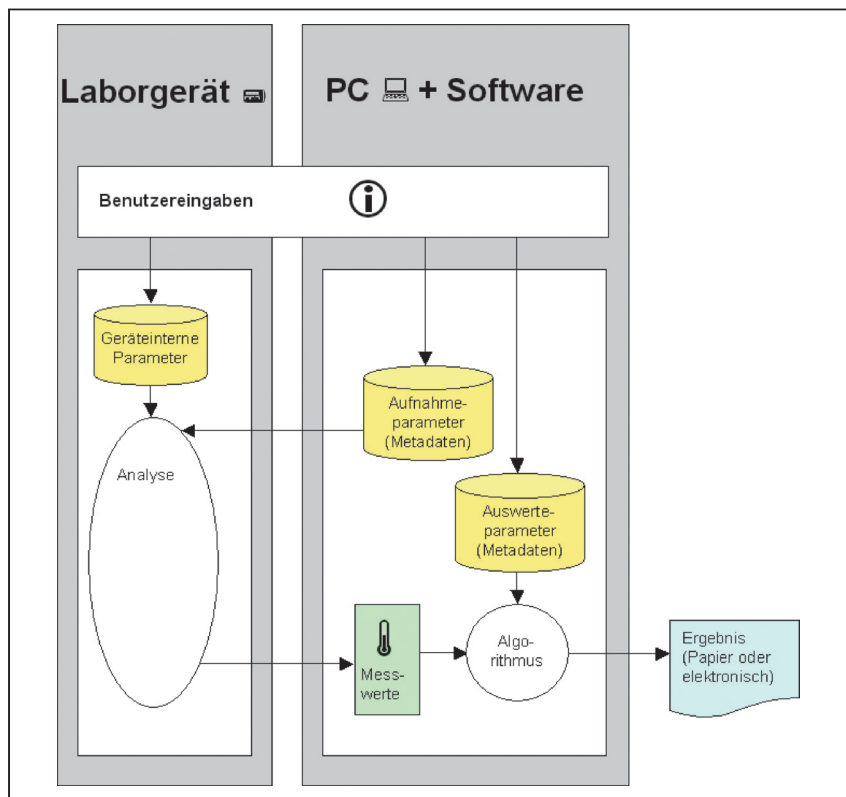 Laborgerät
PC + Software
Benutzereingaben
Geräteinterne
Parameter
Aufnahme-
parameter
(Metadaten)
Analyse
Auswerte-
parameter
(Metadaten)
Mess-
werte
Algo-
rithmus
Ergebnis
(Papier oder
elektronisch)